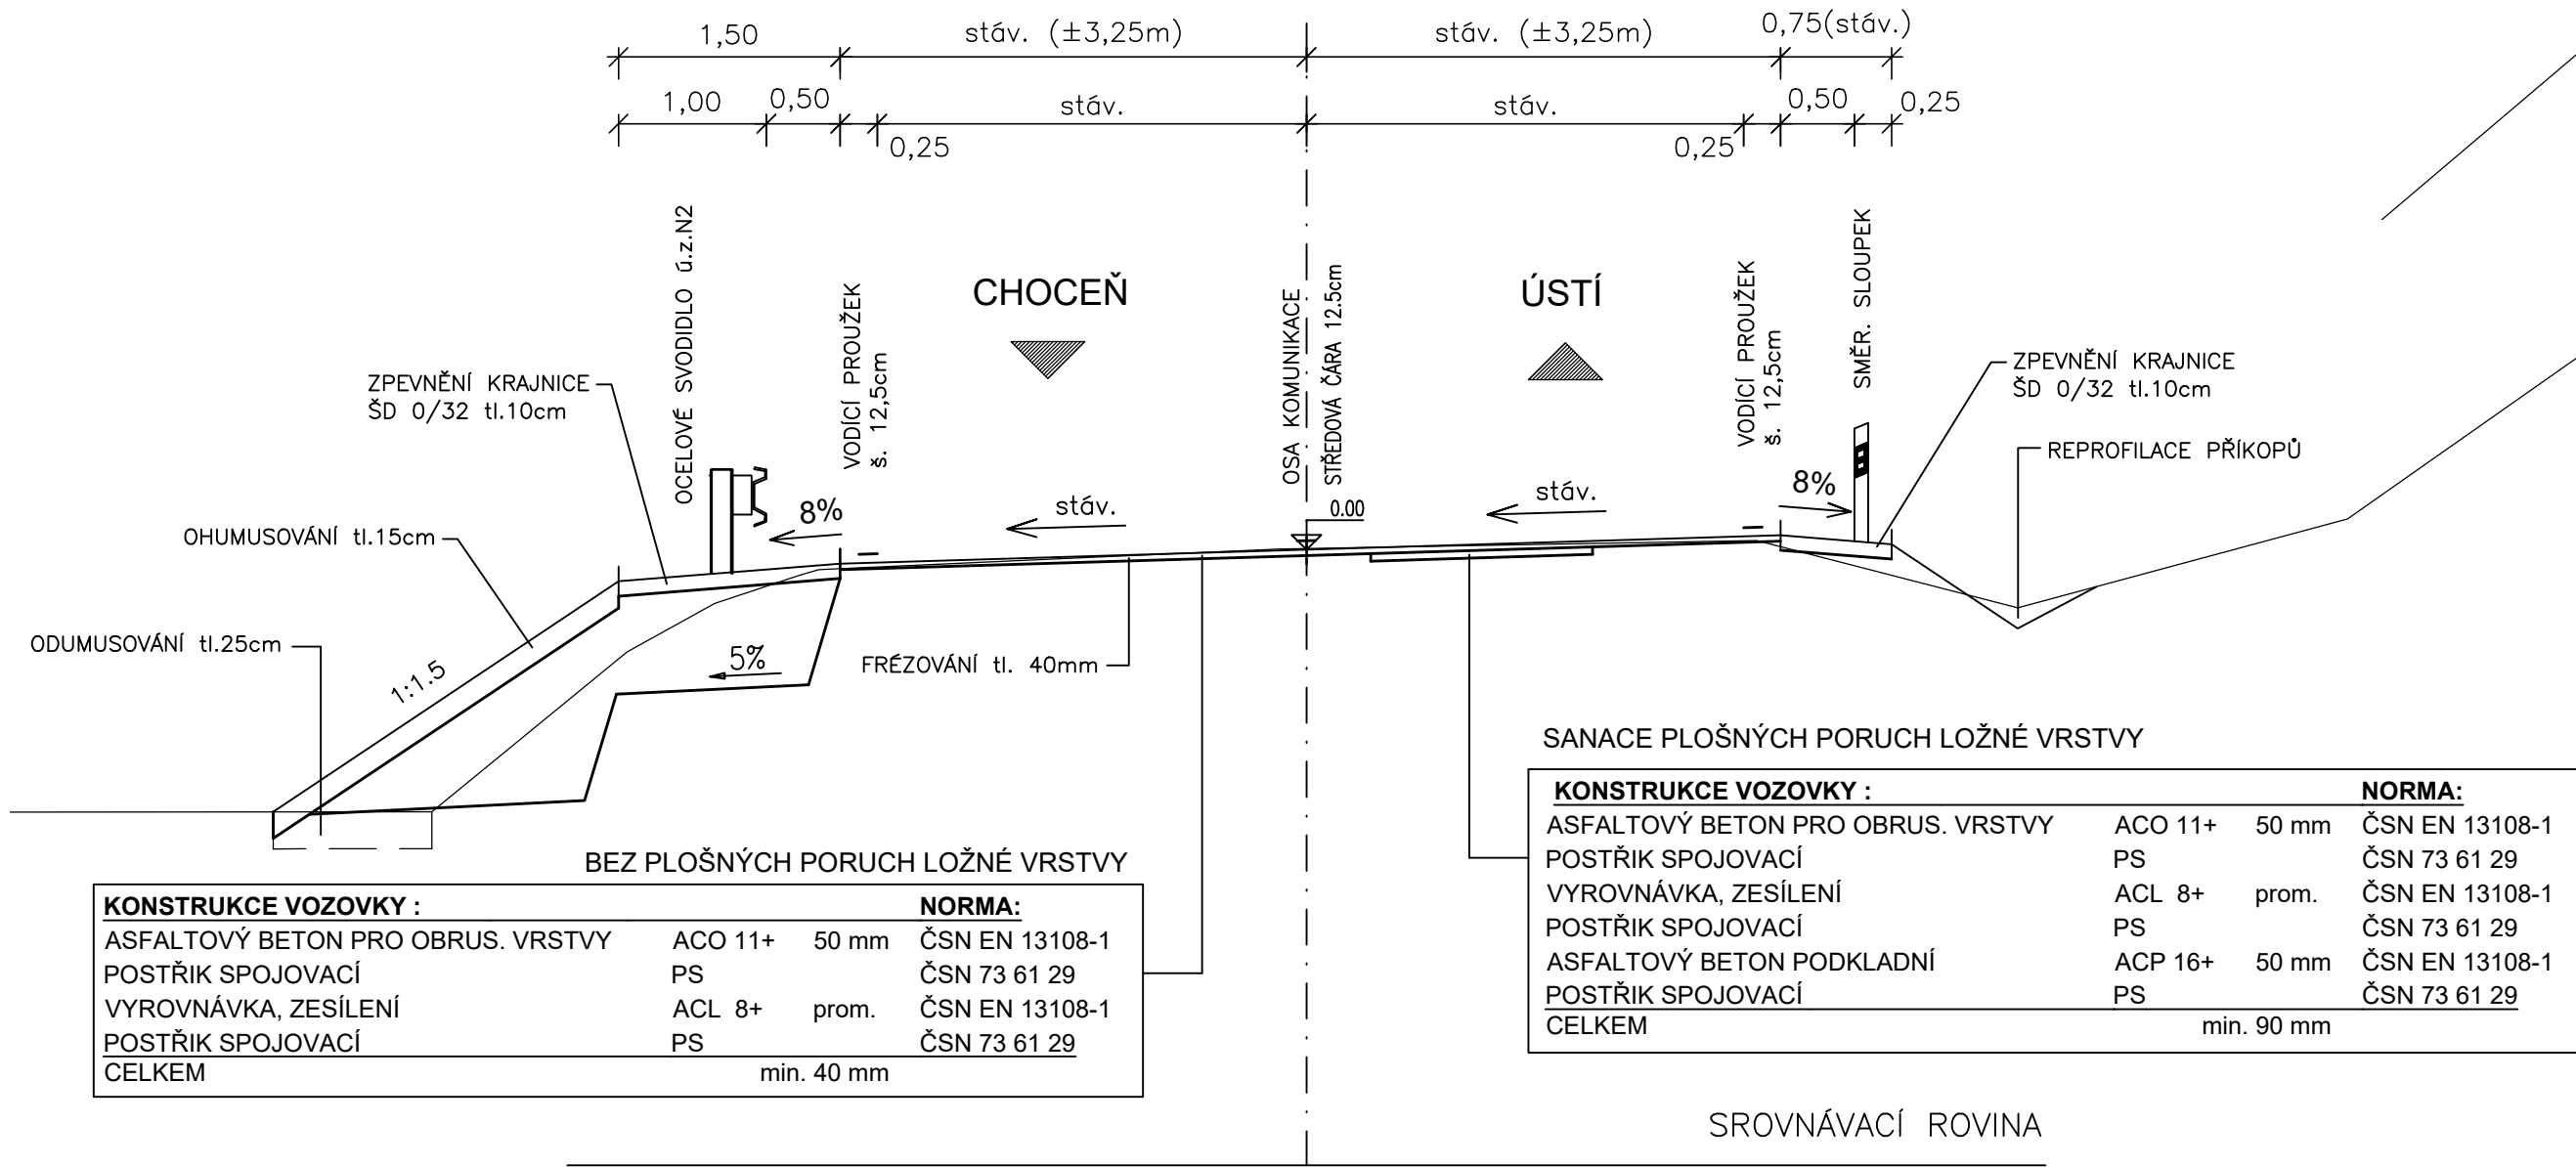 1,50
stáv. (±3,25m)
stáv. (±3,25m)
0,75(stáv.)
1,00
0,50
stáv.
stáv.
0,50
0,25
0,25
0,25
OCELOVÉ SVODIDLO ú.z.N2
VODÍCÍ PROUŽEK
š. 12,5cm
CHOCEŇ
OSA KOMUNIKACE
STŘEDOVÁ ČÁRA 12.5cm
ÚSTÍ
VODÍCÍ PROUŽEK
š. 12,5cm
SMĚR. SLOUPEK
ZPEVNĚNÍ KRAJNICE
ŠD 0/32 tl.10cm
ZPEVNĚNÍ KRAJNICE
ŠD 0/32 tl.10cm
REPROFILACE PŘÍKOPŮ
8%
stáv.
0.00
stáv.
8%
OHUMUSOVÁNÍ tl.15cm
ODUMUSOVÁNÍ tl.25cm
1:1.5
5%
FRÉZOVÁNÍ tl. 40mm
SANACE PLOŠNÝCH PORUCH LOŽNÉ VRSTVY
KONSTRUKCE VOZOVKY : NORMA:
ASFALTOVÝ BETON PRO OBRUS. VRSTVY ACO 11+ 50 mm ČSN EN 13108-1
POSTŘIK SPOJOVACÍ PS ČSN 73 61 29
VYROVNÁVKA, ZESÍLENÍ ACL 8+ prom. ČSN EN 13108-1
POSTŘIK SPOJOVACÍ PS ČSN 73 61 29
ASFALTOVÝ BETON PODKLADNÍ ACP 16+ 50 mm ČSN EN 13108-1
POSTŘIK SPOJOVACÍ PS ČSN 73 61 29
CELKEM min. 90 mm
BEZ PLOŠNÝCH PORUCH LOŽNÉ VRSTVY
KONSTRUKCE VOZOVKY : NORMA:
ASFALTOVÝ BETON PRO OBRUS. VRSTVY ACO 11+ 50 mm ČSN EN 13108-1
POSTŘIK SPOJOVACÍ PS ČSN 73 61 29
VYROVNÁVKA, ZESÍLENÍ ACL 8+ prom. ČSN EN 13108-1
POSTŘIK SPOJOVACÍ PS ČSN 73 61 29
CELKEM min. 40 mm
SROVNÁVACÍ ROVINA